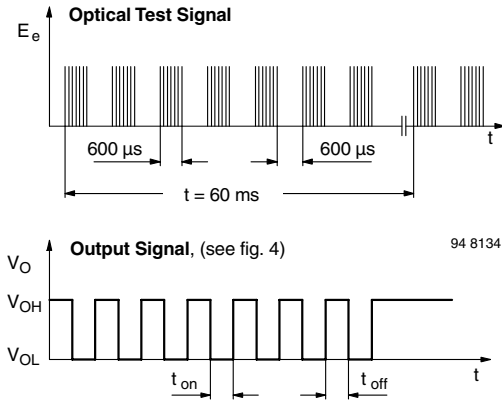 Optical Test Signal
E e
600 µs
600 µs
t
t = 60 ms
Output Signal, (see fig. 4)
94 8134
V O
V OH
V OL
t on
t off
t